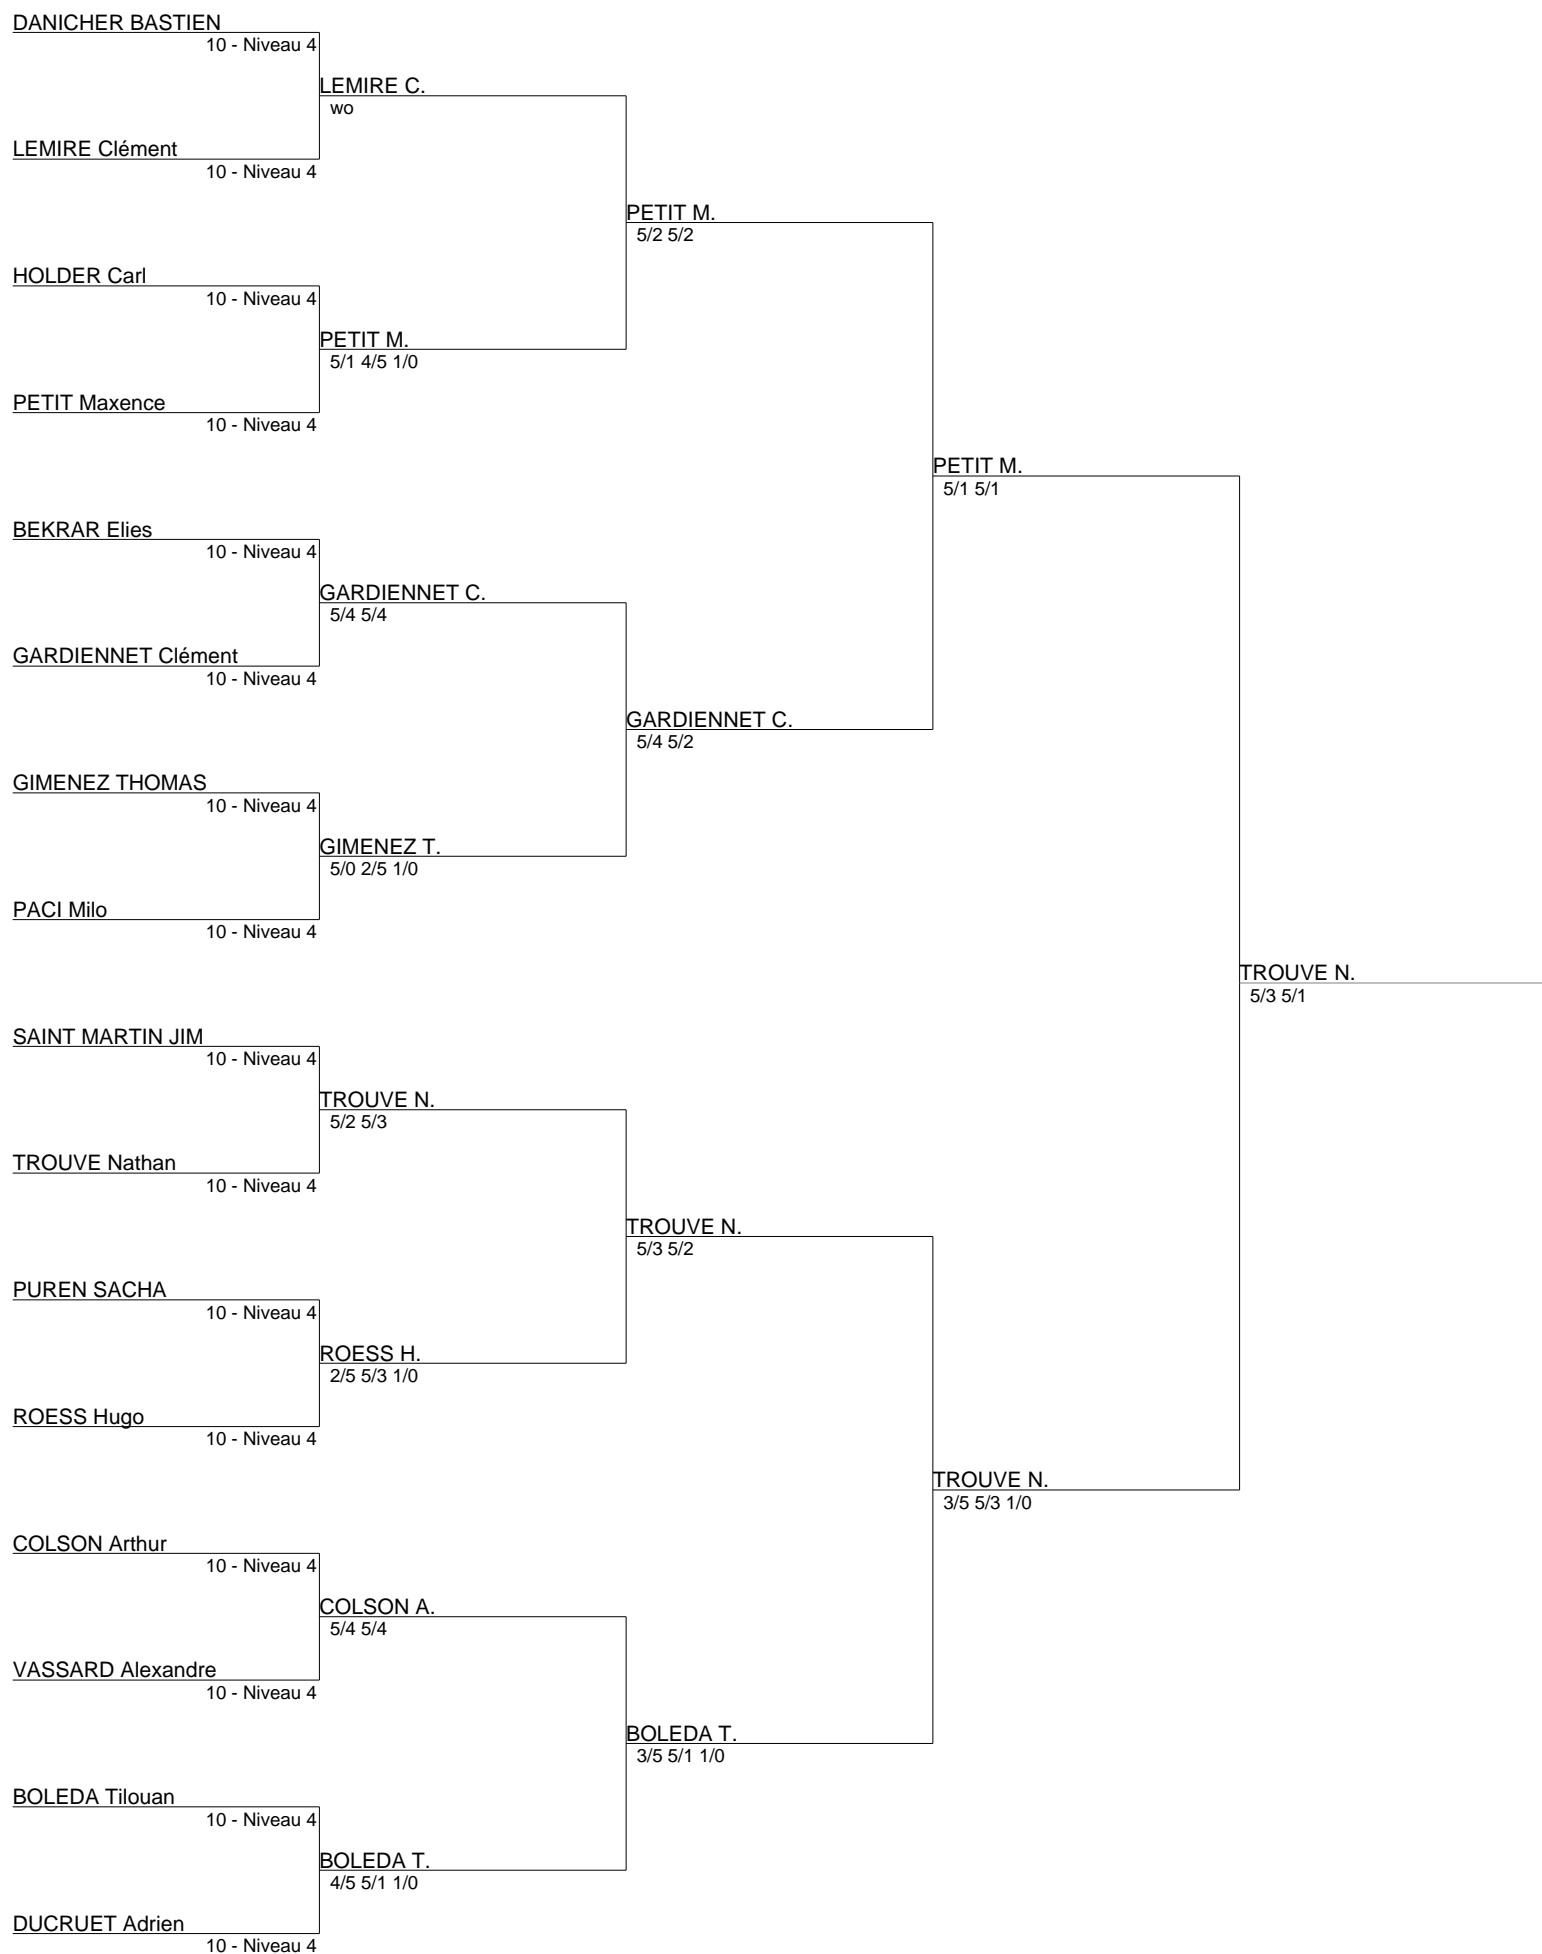 DANICHER BASTIEN
10 - Niveau 4
LEMIRE C.
wo
LEMIRE Clément
10 - Niveau 4
PETIT M.
5/2 5/2
HOLDER Carl
10 - Niveau 4
PETIT M.
5/1 4/5 1/0
PETIT Maxence
10 - Niveau 4
PETIT M.
5/1 5/1
BEKRAR Elies
10 - Niveau 4
GARDIENNET C.
5/4 5/4
GARDIENNET Clément
10 - Niveau 4
GARDIENNET C.
5/4 5/2
GIMENEZ THOMAS
10 - Niveau 4
GIMENEZ T.
5/0 2/5 1/0
PACI Milo
10 - Niveau 4
TROUVE N.
5/3 5/1
SAINT MARTIN JIM
10 - Niveau 4
TROUVE N.
5/2 5/3
TROUVE Nathan
10 - Niveau 4
TROUVE N.
5/3 5/2
PUREN SACHA
10 - Niveau 4
ROESS H.
2/5 5/3 1/0
ROESS Hugo
10 - Niveau 4
TROUVE N.
3/5 5/3 1/0
COLSON Arthur
10 - Niveau 4
COLSON A.
5/4 5/4
VASSARD Alexandre
10 - Niveau 4
BOLEDA T.
3/5 5/1 1/0
BOLEDA Tilouan
10 - Niveau 4
BOLEDA T.
4/5 5/1 1/0
DUCRUET Adrien
10 - Niveau 4